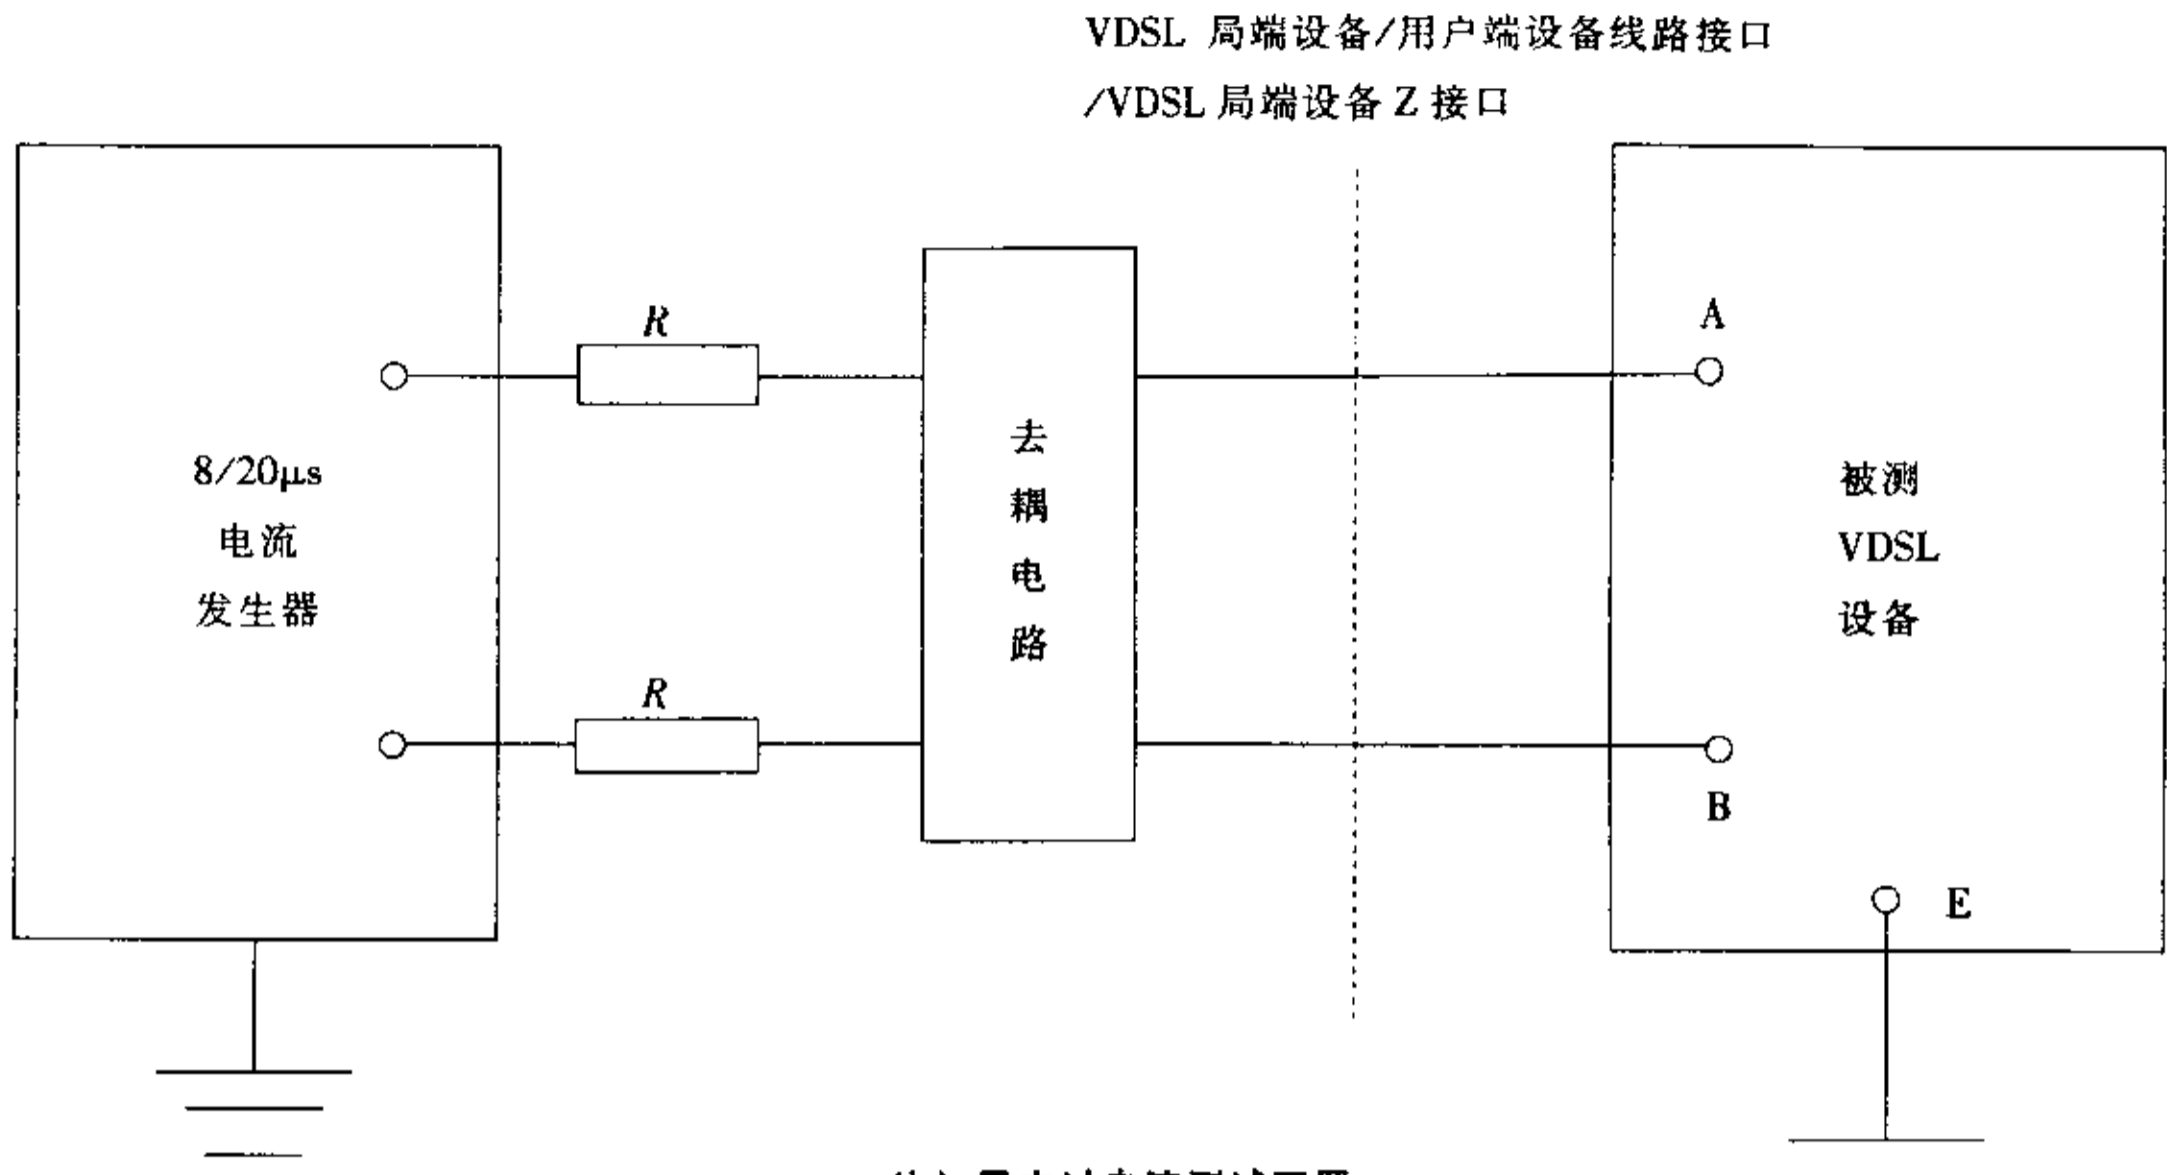 VDSL 局端设备/用户端设备线路接口
/VDSL 局端设备 Z 接口
R
A
8/20μs
电流
发生器
去
耦
电
路
被测
VDSL
设备
R
B
E